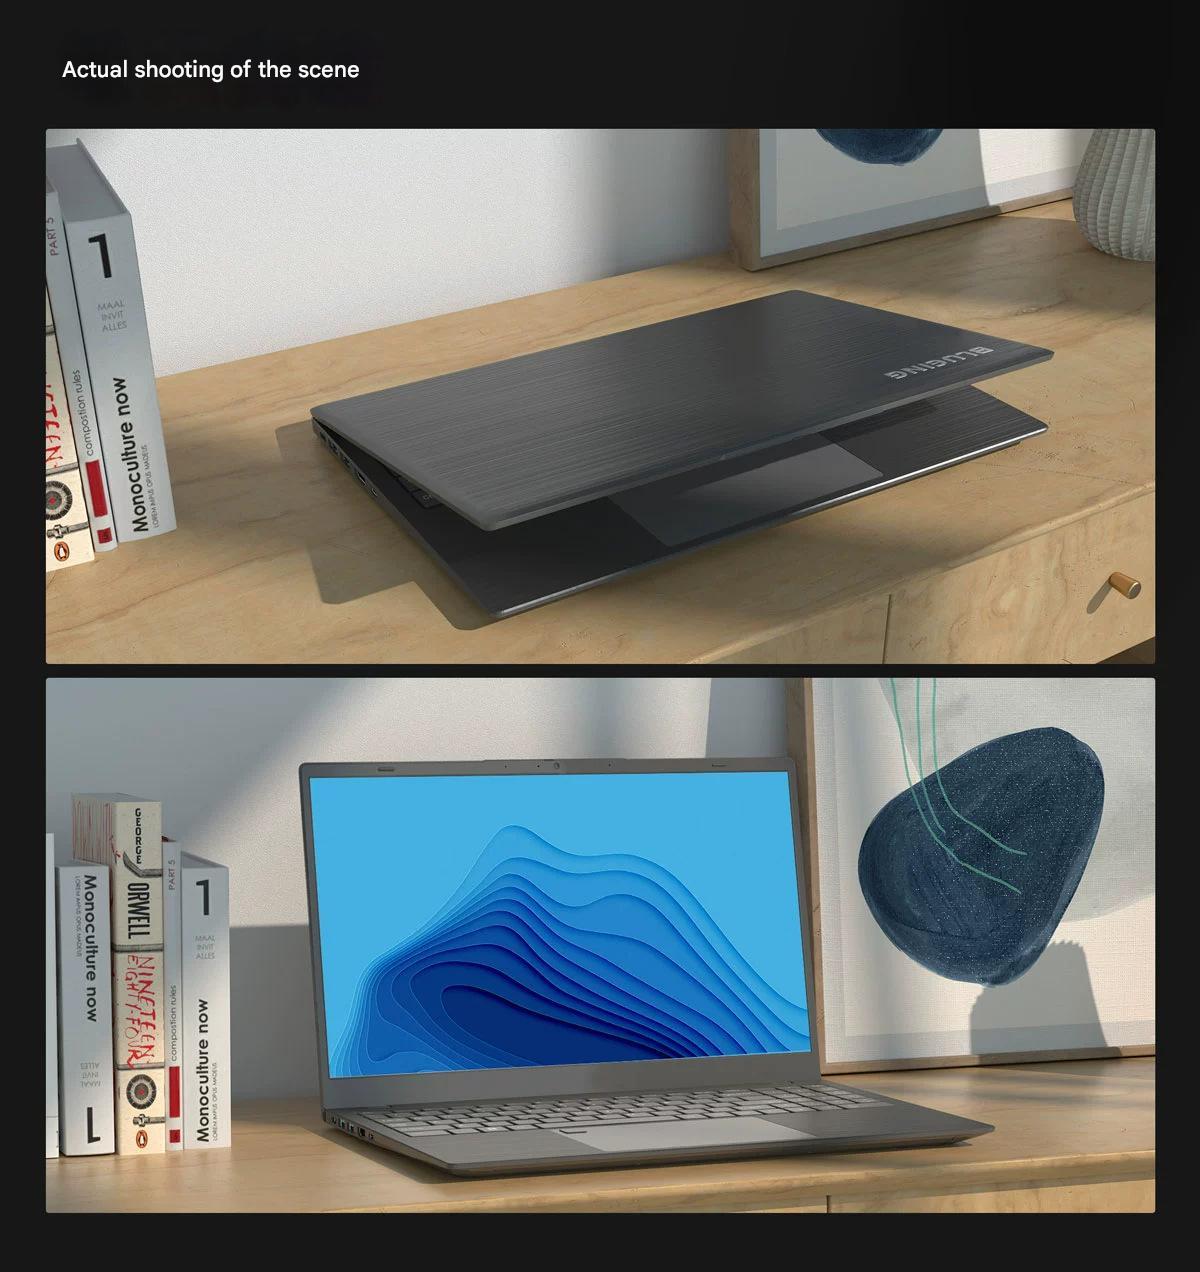 Actual shooting of the scene
PART 5
compostion rules
1
MAAL
INVIT
ALLES
Monoculture now
LOREM IMPUS OPUS MADEUS
BLUEING
Monoculture now
LOREM IMPUS OPUS MADEUS
MAAL
INVIT
ALLES
1
GEORGE
ORWELL
NINETEEN
EIGHTY-FOUR
PART 5
compostion rules
1
MAAL
INVIT
ALLES
Monoculture now
LOREM IMPUS OPUS MADEUS